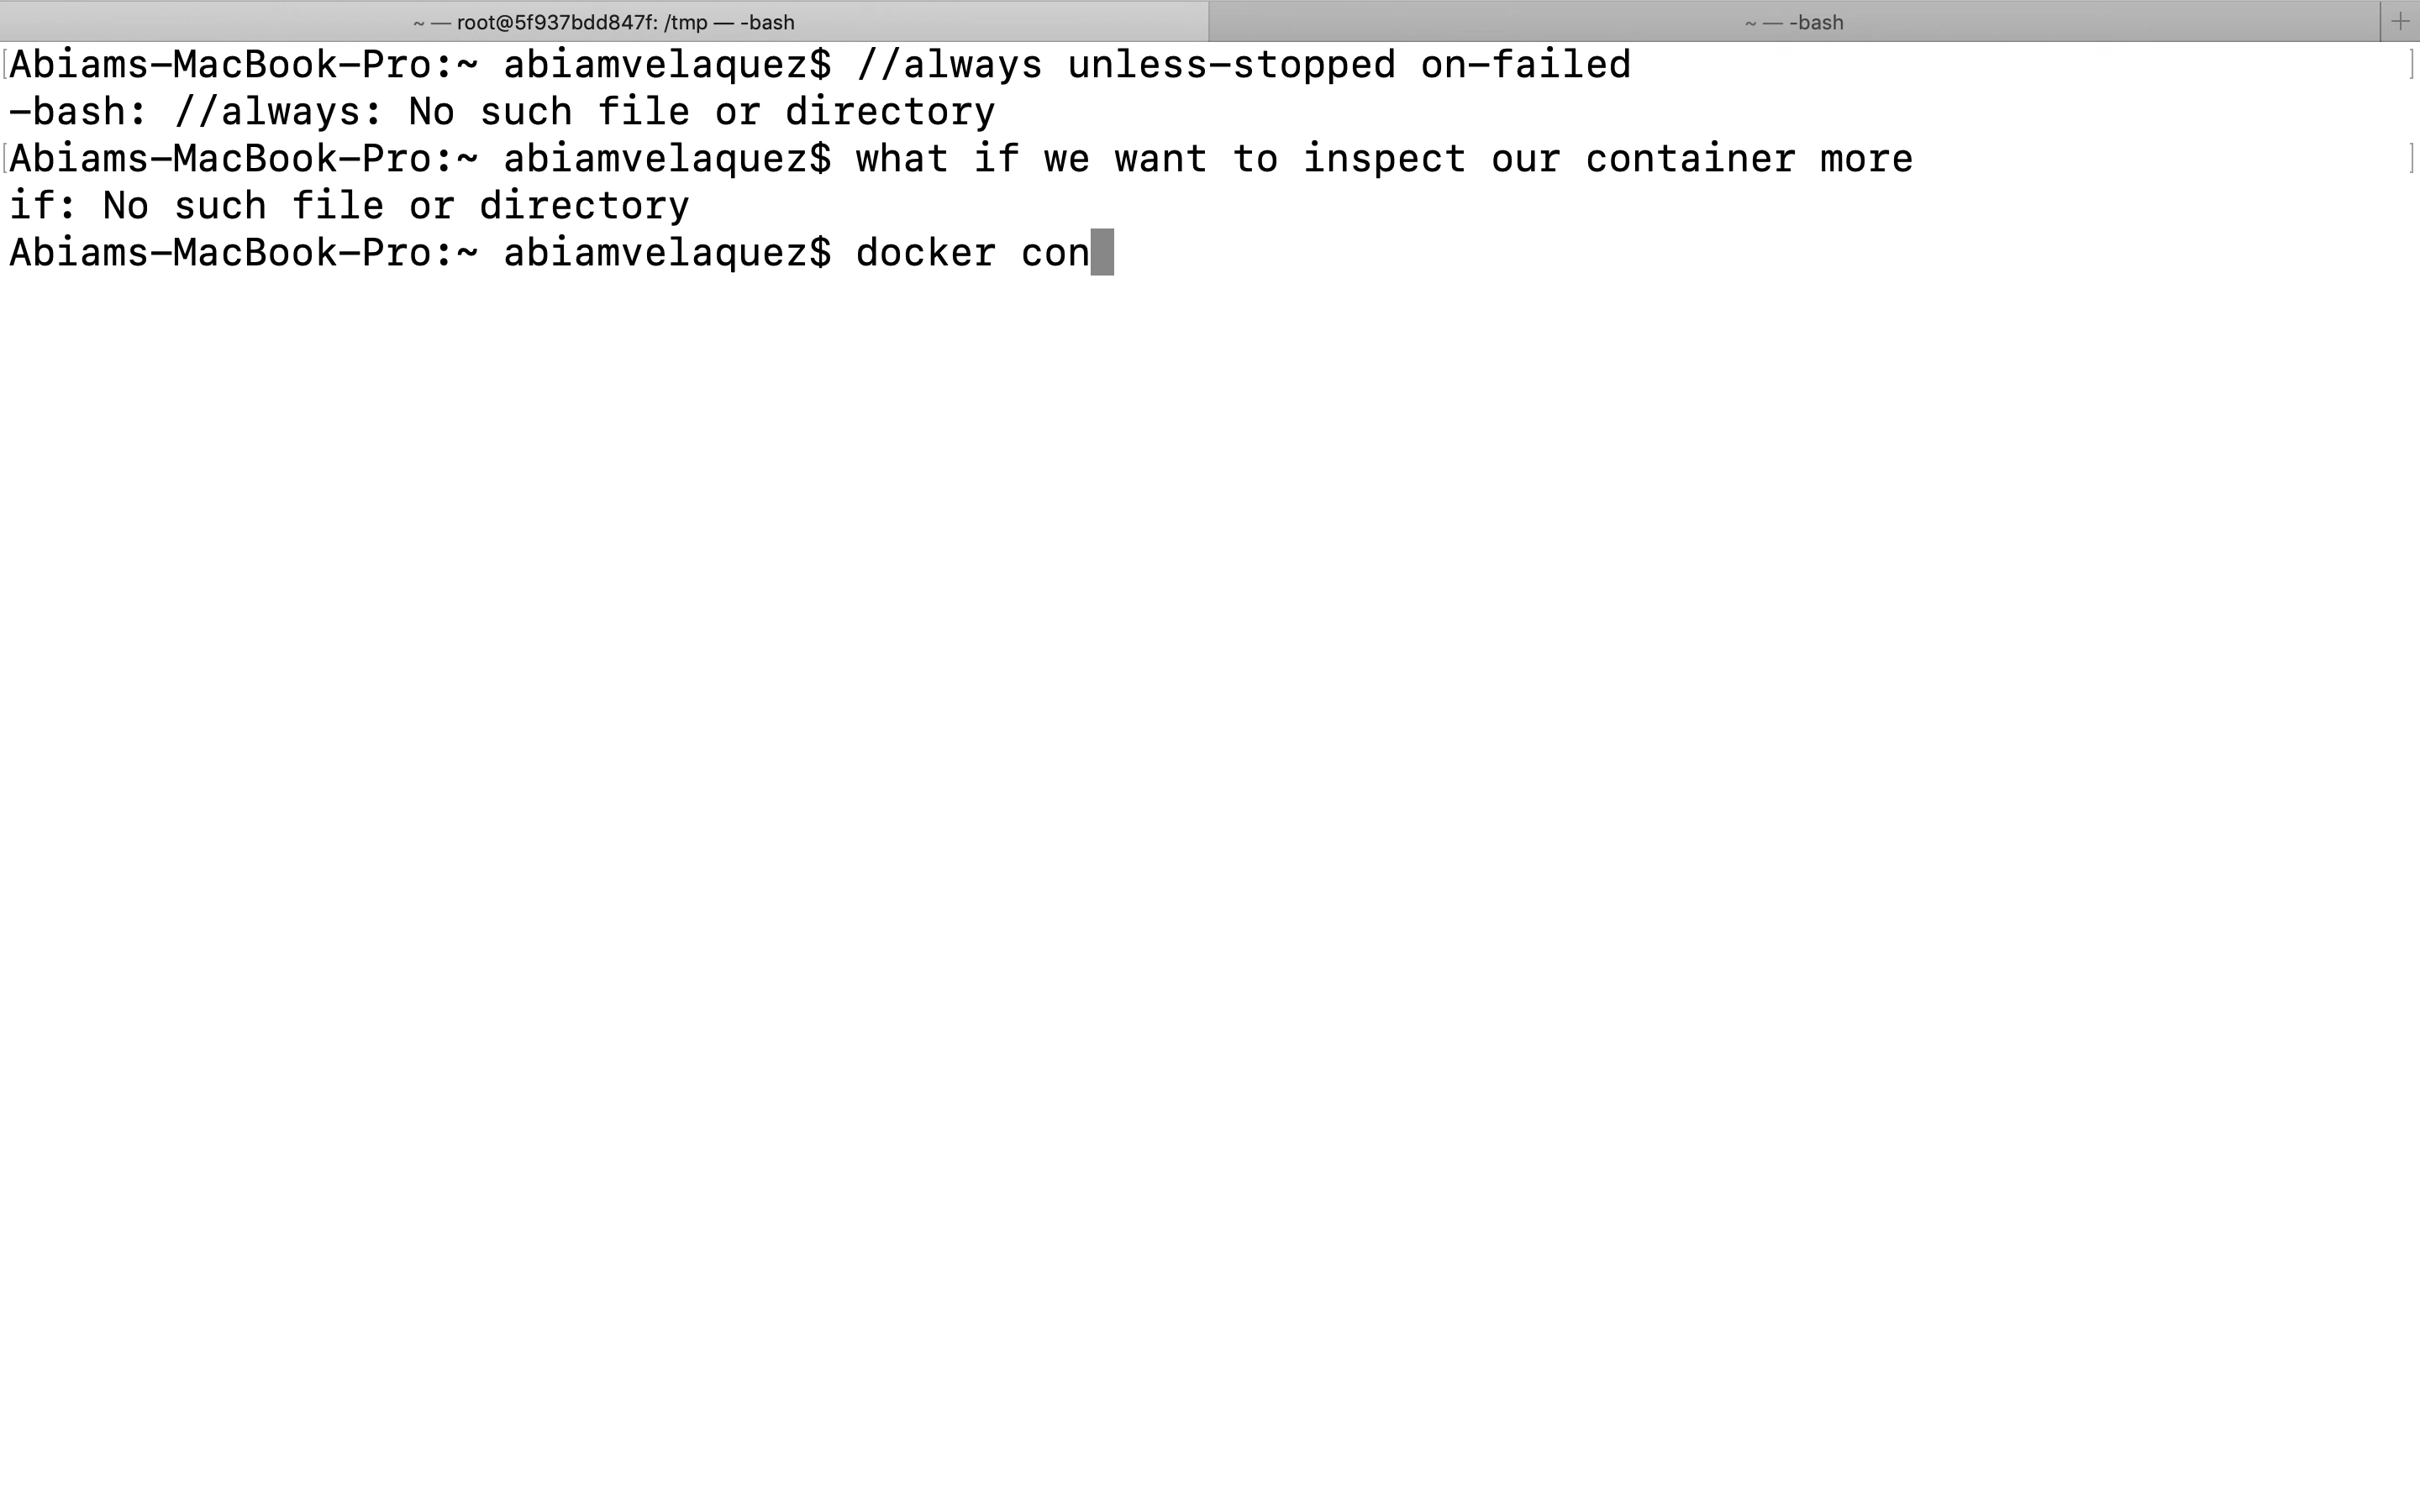 ~ — root@5f937bdd847f: /tmp — -bash
~ — -bash
Abiams-MacBook-Pro:~ abiamvelaquez$ //always unless-stopped on-failed
-bash: //always: No such file or directory
Abiams-MacBook-Pro:~ abiamvelaquez$ what if we want to inspect our container more
if: No such file or directory
Abiams-MacBook-Pro:~ abiamvelaquez$ docker con